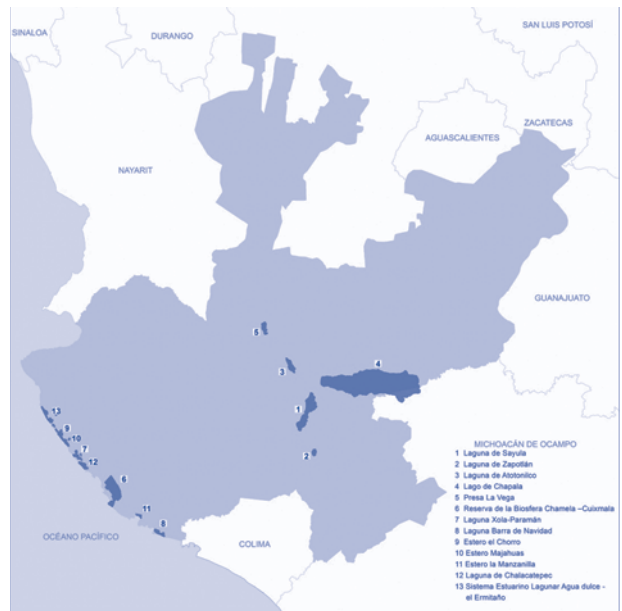 SINALOA
DURANGO
SAN LUIS POTOSÍ
ZACATECAS
AGUASCALIENTES
NAYARIT
GUANAJUATO
5
3
4
1
2
13
9
10
7
12
6
11
8
OCÉANO PACÍFICO
COLIMA
MICHOACÁN DE OCAMPO
1 Laguna de Sayula
2 Laguna de Zapotlán
3 Laguna de Atotonilco
4 Lago de Chapala
5 Presa La Vega
6 Reserva de la Biosfera Chamela –Cuixmala
7 Laguna Xola-Paramán
8 Laguna Barra de Navidad
9 Estero el Chorro
10 Estero Majahuas
11 Estero la Manzanilla
12 Laguna de Chalacatepec
13 Sistema Estuarino Lagunar Agua dulce -
el Ermitaño